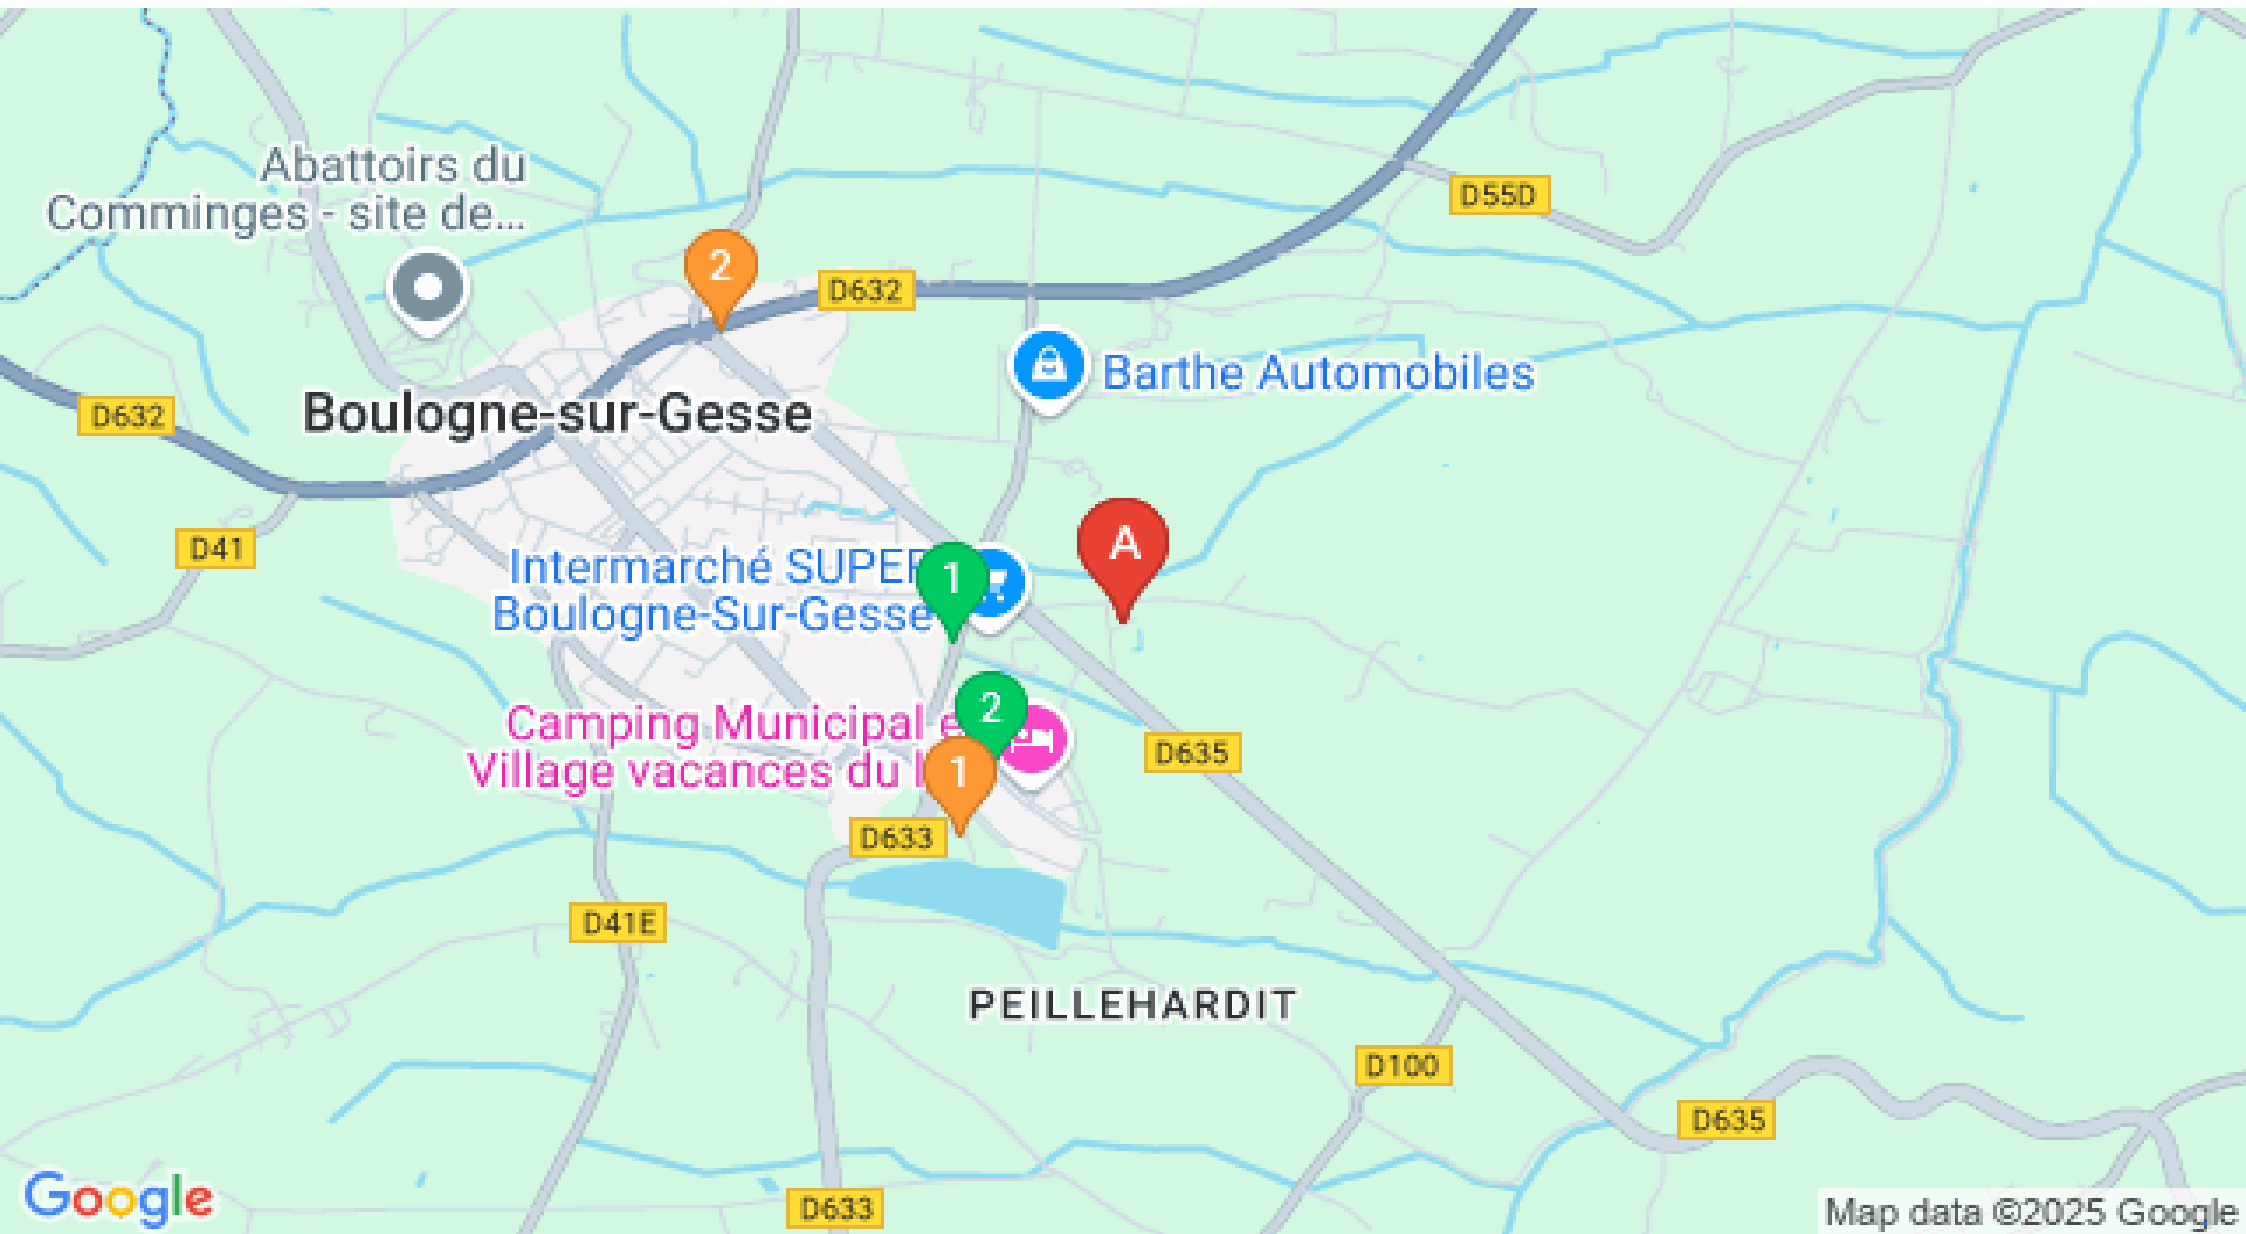 Abattoirs du
Comminges - site de...
D55D
2
D632
Barthe Automobiles
Boulogne-sur-Gesse
D632
D41
A
Intermarché SUPER
Boulogne-Sur-Gesse
1
2
Camping Municipal
Village vacances du
1
D635
D633
D41E
PEILLEHARDIT
D100
D635
D633
Google
Map data ©2025 Google